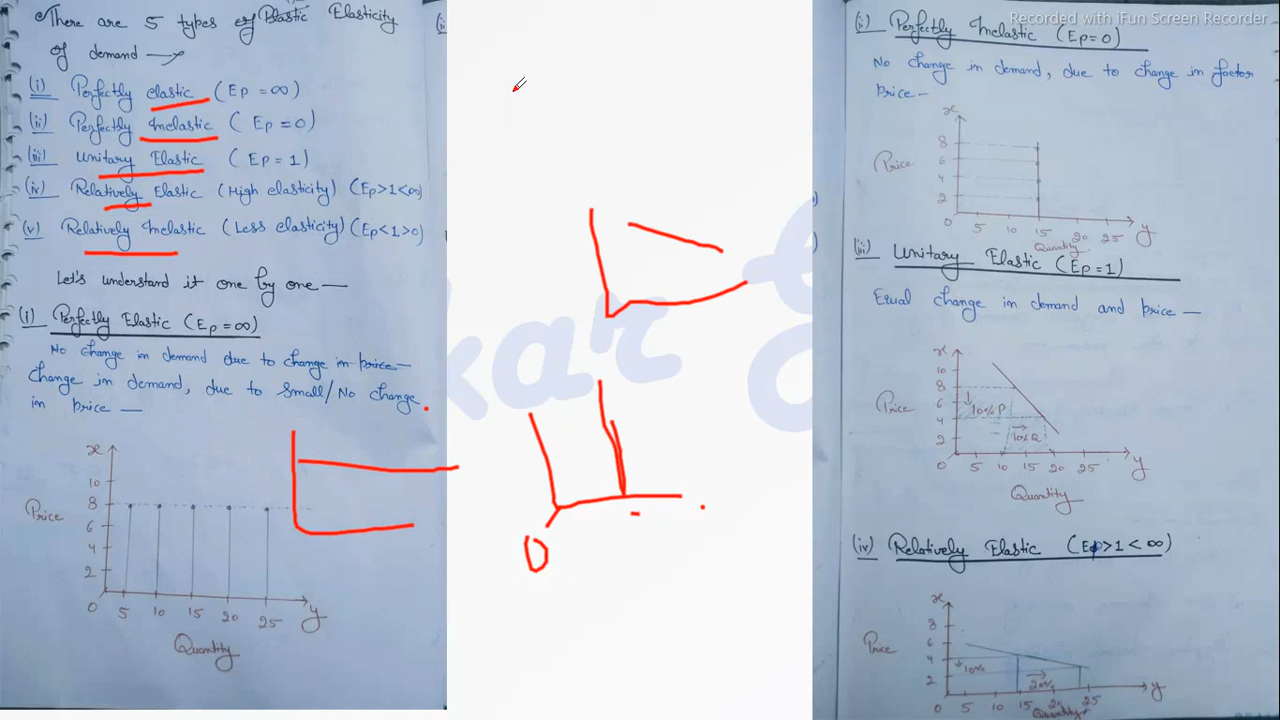 There are 5 types of Elasticity
of demand
(i) Perfectly elastic (Ep = ∞)
(ii) Perfectly Inelastic (Ep = 0)
(iii) Unitary Elastic (Ep = 1)
(iv) Relatively Elastic (High elasticity) (Ep>1<∞)
(v) Relatively Inelastic (Less elasticity) (Ep<1>0)
Let's understand it one by one—
(i) Perfectly Elastic (Ep = ∞)
No change in demand due to change in price—
Change in demand, due to small/No change
in price —
x
10
8
6
4
2
0
Price
5 10 15 20 25 y
Quantity
kar
0
Recorded with iFun Screen Recorder
(ii) Perfectly Inelastic (Ep=0)
No change in demand, due to change in factor
price—
x
8
6
4
2
0
Price
5 10 15 20 25 y
Quantity
(iii) Unitary Elastic (Ep=1)
Equal change in demand and price —
x
10
8
6
4
2
0
Price
10% P
10% Q
5 10 15 20 25 y
Quantity
(iv) Relatively Elastic (Ep>1<∞)
x
8
6
4
2
0
Price
10%
20%
5 10 15 20 25 y
Quantity